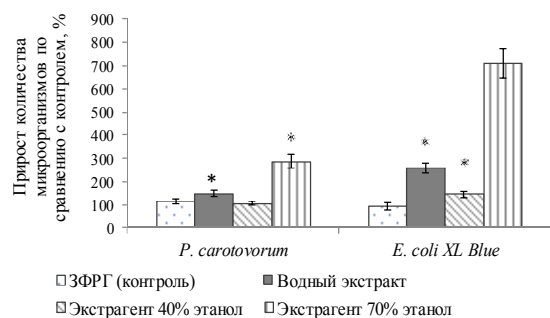 Прирост количества
микроорганизмов по
сравнению с контролем, %
900
800
700
600
500
400
300
200
100
0
*
*
*
*
P. carotovorum
E. coli XL Blue
ЗФРГ (контроль)
Водный экстракт
Экстрагент 40% этанол
Экстрагент 70% этанол